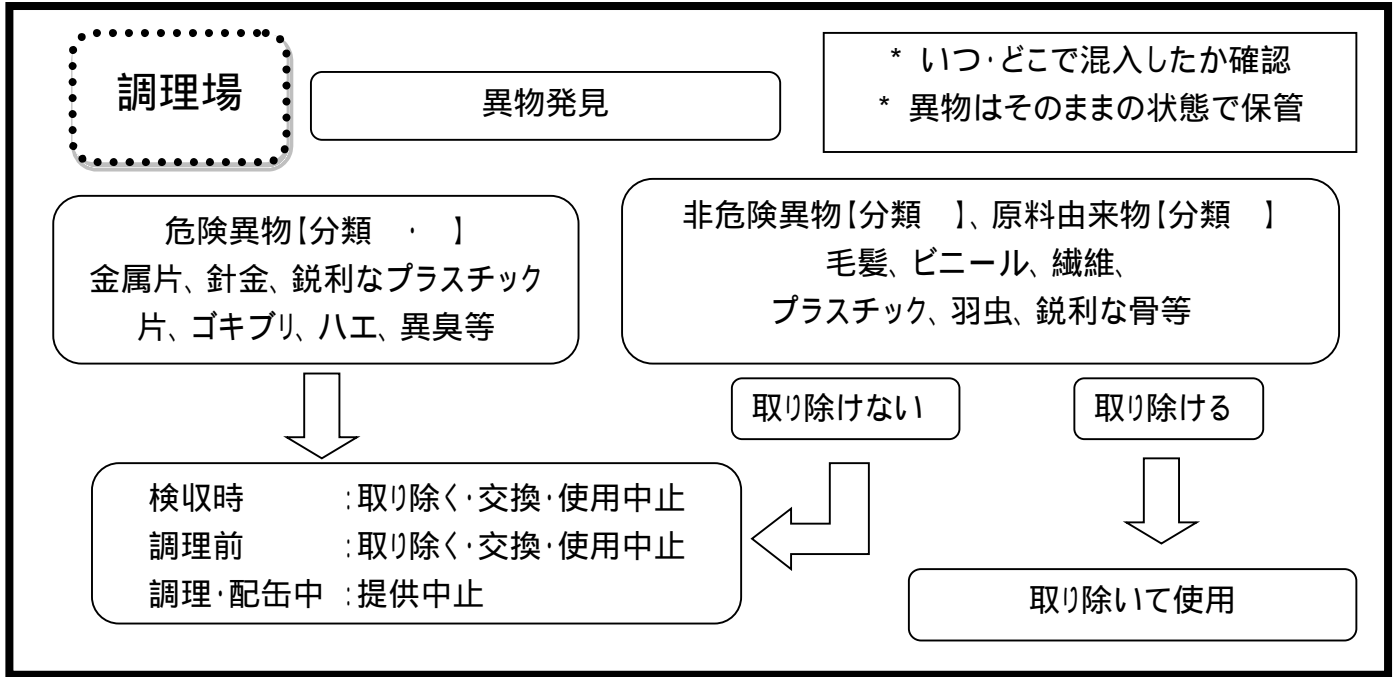 調理場
異物発見
* いつ・どこで混入したか確認
* 異物はそのままの状態で保管
危険異物【分類　・　】
金属片、針金、鋭利なプラスチック
片、ゴキブリ、ハエ、異臭等
非危険異物【分類　】、原料由来物【分類　】
毛髪、ビニール、繊維、
プラスチック、羽虫、鋭利な骨等
取り除けない
取り除ける
検収時　　　：取り除く・交換・使用中止
調理前　　　：取り除く・交換・使用中止
調理・配缶中：提供中止
取り除いて使用